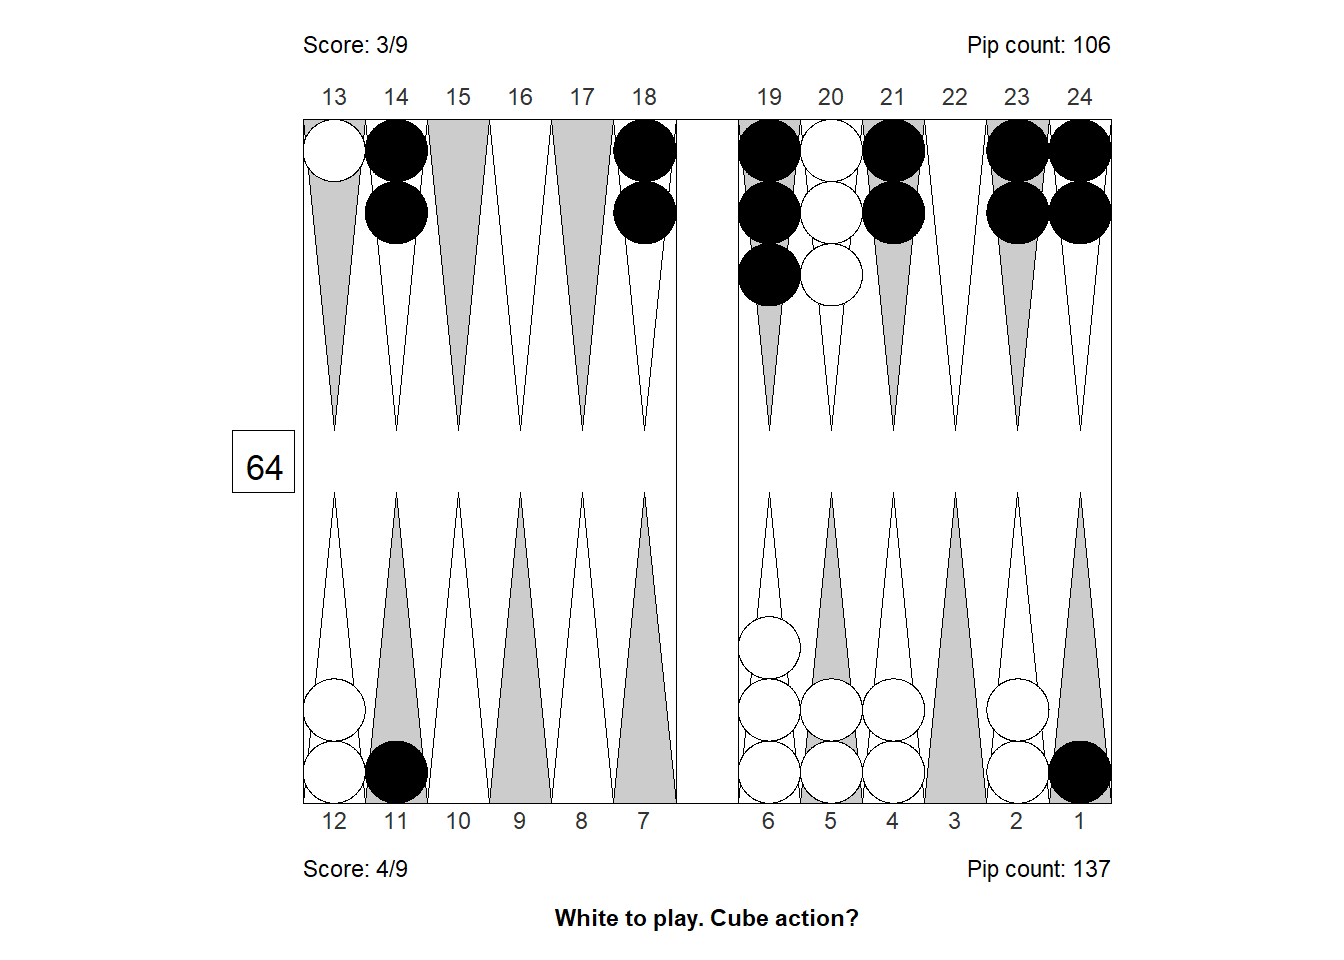 Score: 3/9 Pip count: 106
13 14 15 16 17 18 19 20 21 22 23 24
64
12 11 10 9 8 7 6 5 4 3 2 1
Score: 4/9 Pip count: 137
White to play. Cube action?